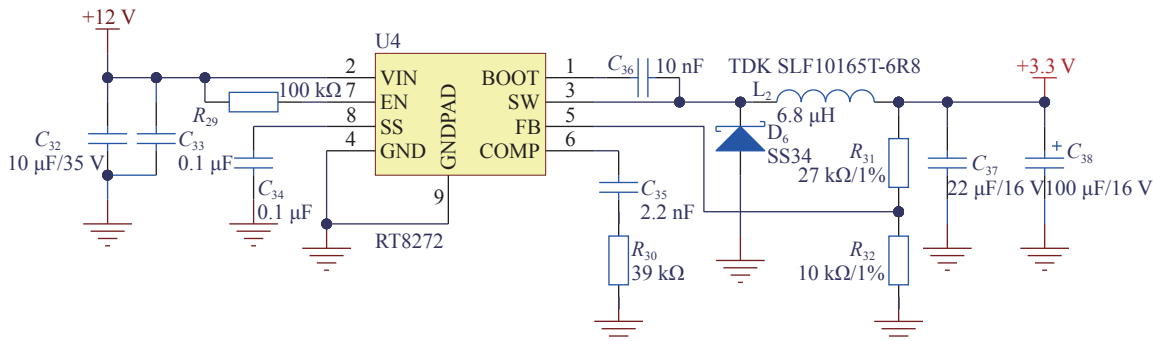 +12 V
U4
2
VIN
7
EN
8
SS
4
GND
GNDPAD
9
BOOT
1
SW
3
FB
5
COMP
6
RT8272
100 kΩ
R29
C32
10 μF/35 V
C33
0.1 μF
C34
0.1 μF
C36
10 nF
C35
2.2 nF
R30
39 kΩ
TDK SLF10165T-6R8
L2
6.8 μH
D6
SS34
R31
27 kΩ/1%
R32
10 kΩ/1%
+3.3 V
C37
22 μF/16 V
+
C38
100 μF/16 V